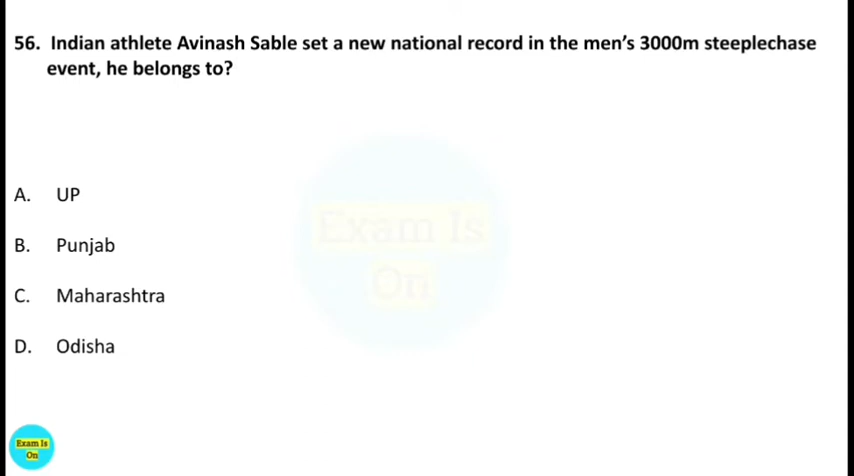 56. Indian athlete Avinash Sable set a new national record in the men's 3000m steeplechase
event, he belongs to?
Exam Is
On
A. UP
B. Punjab
C. Maharashtra
D. Odisha
Exam Is
On